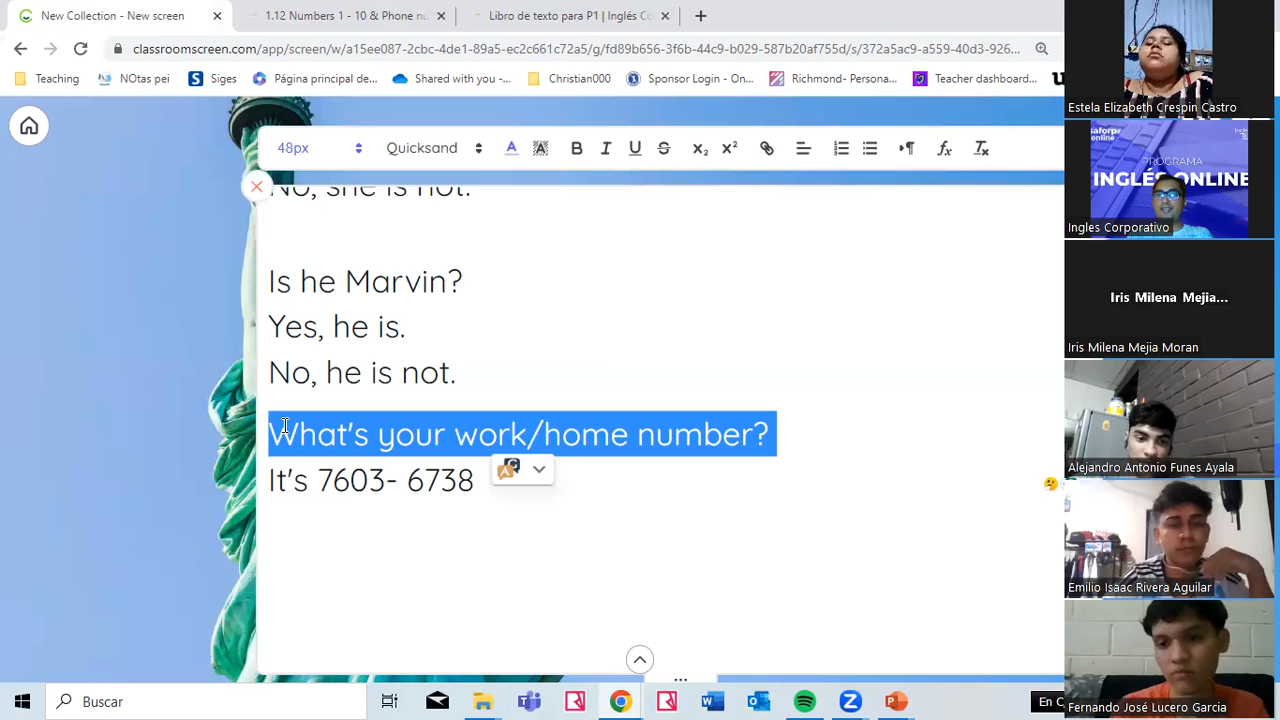 New Collection - New screen
1.12 Numbers 1 - 10 & Phone nu
Libro de texto para P1 | Inglés Co
classroomscreen.com/app/screen/w/a15ee087-2cbc-4de1-89a5-ec2c661c72a5/g/fd89b656-3f6b-44c9-b029-587b20af755d/s/372a5ac9-a559-40d3-926...
Teaching
NOtas pei
Siges
Página principal de...
Shared with you -...
Christian000
Sponsor Login - On...
Richmond- Persona...
Teacher dashboard...
48px
Quicksand
No, she is not.
Is he Marvin?
Yes, he is.
No, he is not.
What's your work/home number?
It's 7603- 6738
Buscar
Estela Elizabeth Crespin Castro
online
PROGRAMA
INGLÉS ONLINE
Ingles Corporativo
Iris Milena Mejia...
Iris Milena Mejia Moran
Alejandro Antonio Funes Ayala
Emilio Isaac Rivera Aguilar
Fernando José Lucero Garcia